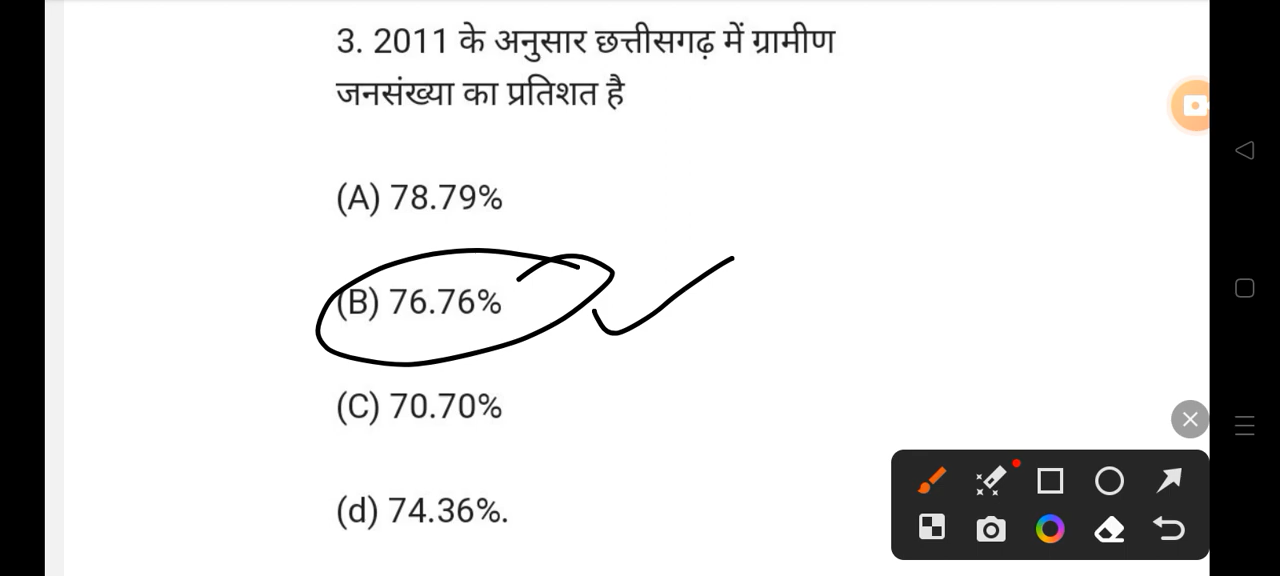 3. 2011 के अनुसार छत्तीसगढ़ में ग्रामीण
जनसंख्या का प्रतिशत है
(A) 78.79%
(B) 76.76%
(C) 70.70%
(d) 74.36%.